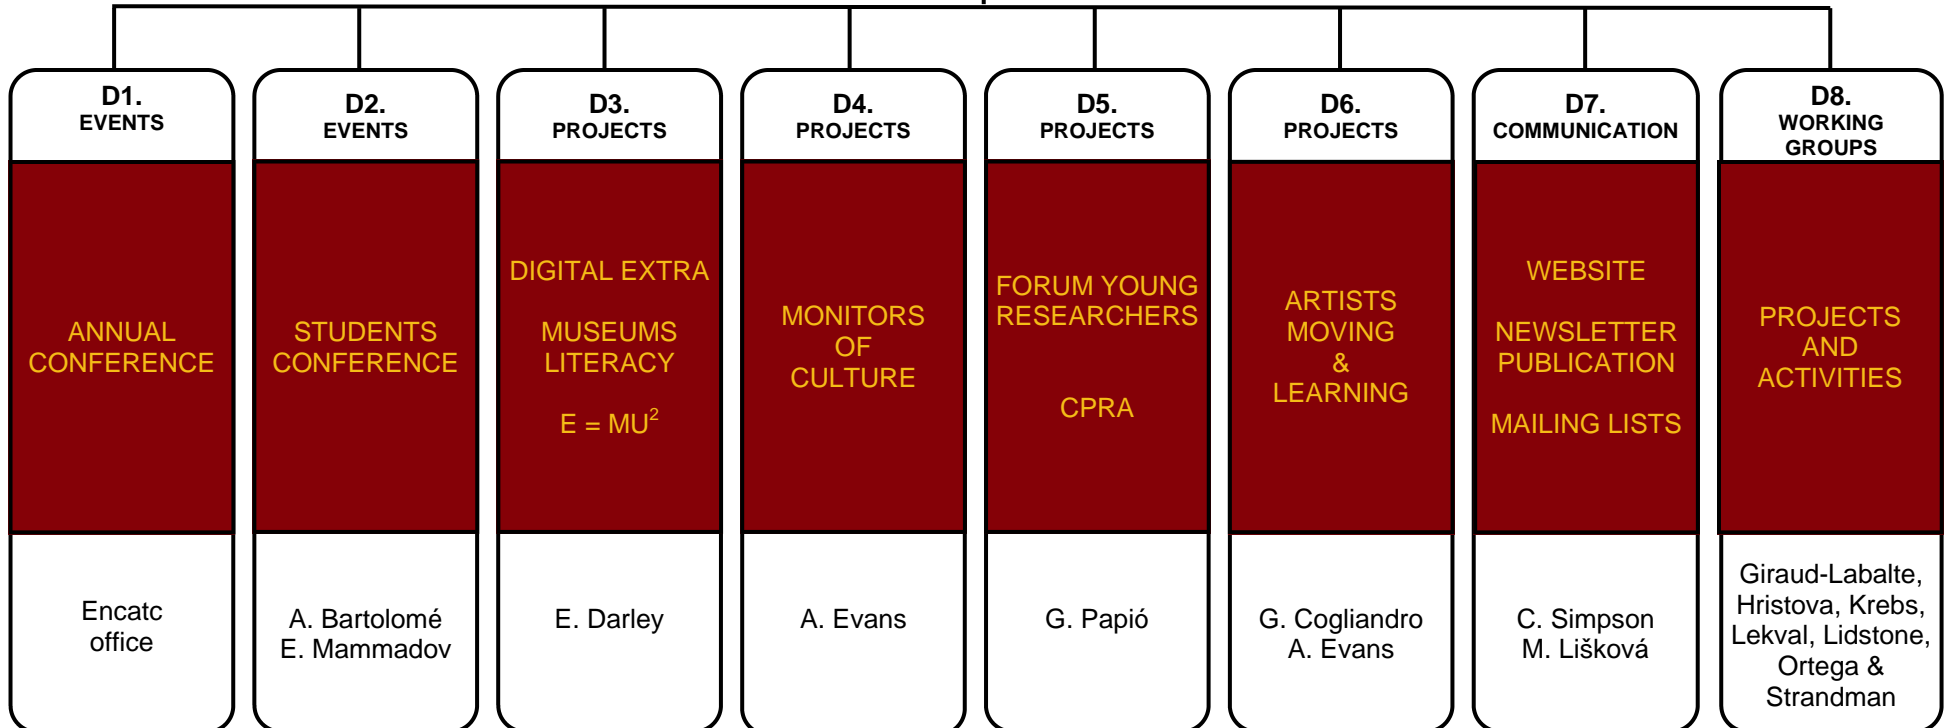 D1.
EVENTS
ANNUAL
CONFERENCE
Encatc
office
D2.
EVENTS
STUDENTS
CONFERENCE
A. Bartolomé
E. Mammadov
D3.
PROJECTS
DIGITAL EXTRA
MUSEUMS
LITERACY
E = MU²
E. Darley
D4.
PROJECTS
MONITORS
OF
CULTURE
A. Evans
D5.
PROJECTS
FORUM YOUNG
RESEARCHERS
CPRA
G. Papió
D6.
PROJECTS
ARTISTS
MOVING
&
LEARNING
G. Cogliandro
A. Evans
D7.
COMMUNICATION
WEBSITE
NEWSLETTER
PUBLICATION
MAILING LISTS
C. Simpson
M. Lišková
D8.
WORKING
GROUPS
PROJECTS
AND
ACTIVITIES
Giraud-Labalte,
Hristova, Krebs,
Lekval, Lidstone,
Ortega &
Strandman